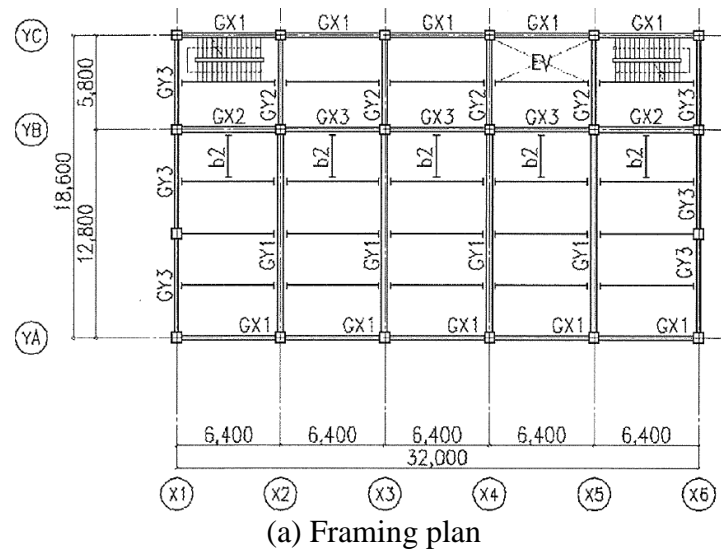 GX1 GX1 GX1 GX1 GX1
YC
EV
GY3 GY2 GY2 GY2 GY2 GY3
5,800
GX2 GX3 GX3 GX3 GX2
YB
b2 b2 b2 b2 b2
GY3 GY3
18,600
12,800
GY3 GY1 GY1 GY1 GY1 GY3
GX1 GX1 GX1 GX1 GX1
YA
6,400 6,400 6,400 6,400 6,400
32,000
X1 X2 X3 X4 X5 X6
(a) Framing plan